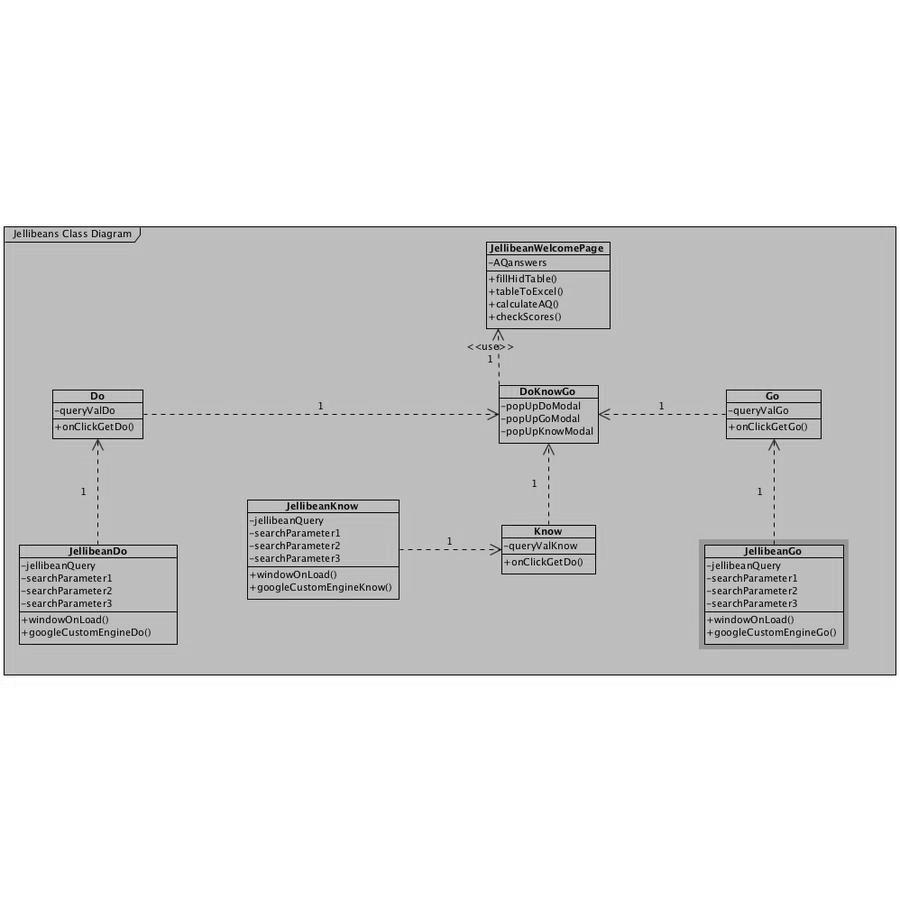 Jellibeans Class Diagram
JellibeanWelcomePage
-AQanswers
+fillHidTable()
+tableToExcel()
+calculateAQ()
+checkScores()
<<use>>
1
Do
-queryValDo
+onClickGetDo()
1
DoKnowGo
-popUpDoModal
-popUpGoModal
-popUpKnowModal
1
Go
-queryValGo
+onClickGetGo()
1
1
1
JellibeanKnow
-jellibeanQuery
-searchParameter1
-searchParameter2
-searchParameter3
+windowOnLoad()
+googleCustomEngineKnow()
1
Know
-queryValKnow
+onClickGetDo()
JellibeanDo
-jellibeanQuery
-searchParameter1
-searchParameter2
-searchParameter3
+windowOnLoad()
+googleCustomEngineDo()
JellibeanGo
-jellibeanQuery
-searchParameter1
-searchParameter2
-searchParameter3
+windowOnLoad()
+googleCustomEngineGo()